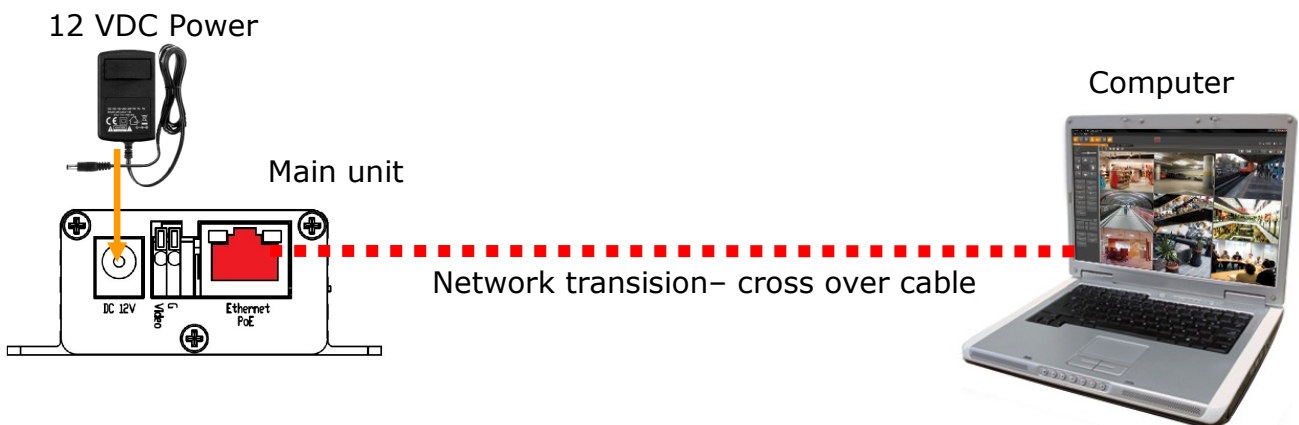 12 VDC Power
Computer
Main unit
Network transision– cross over cable
DC 12V
G
Video
Ethernet
PoE